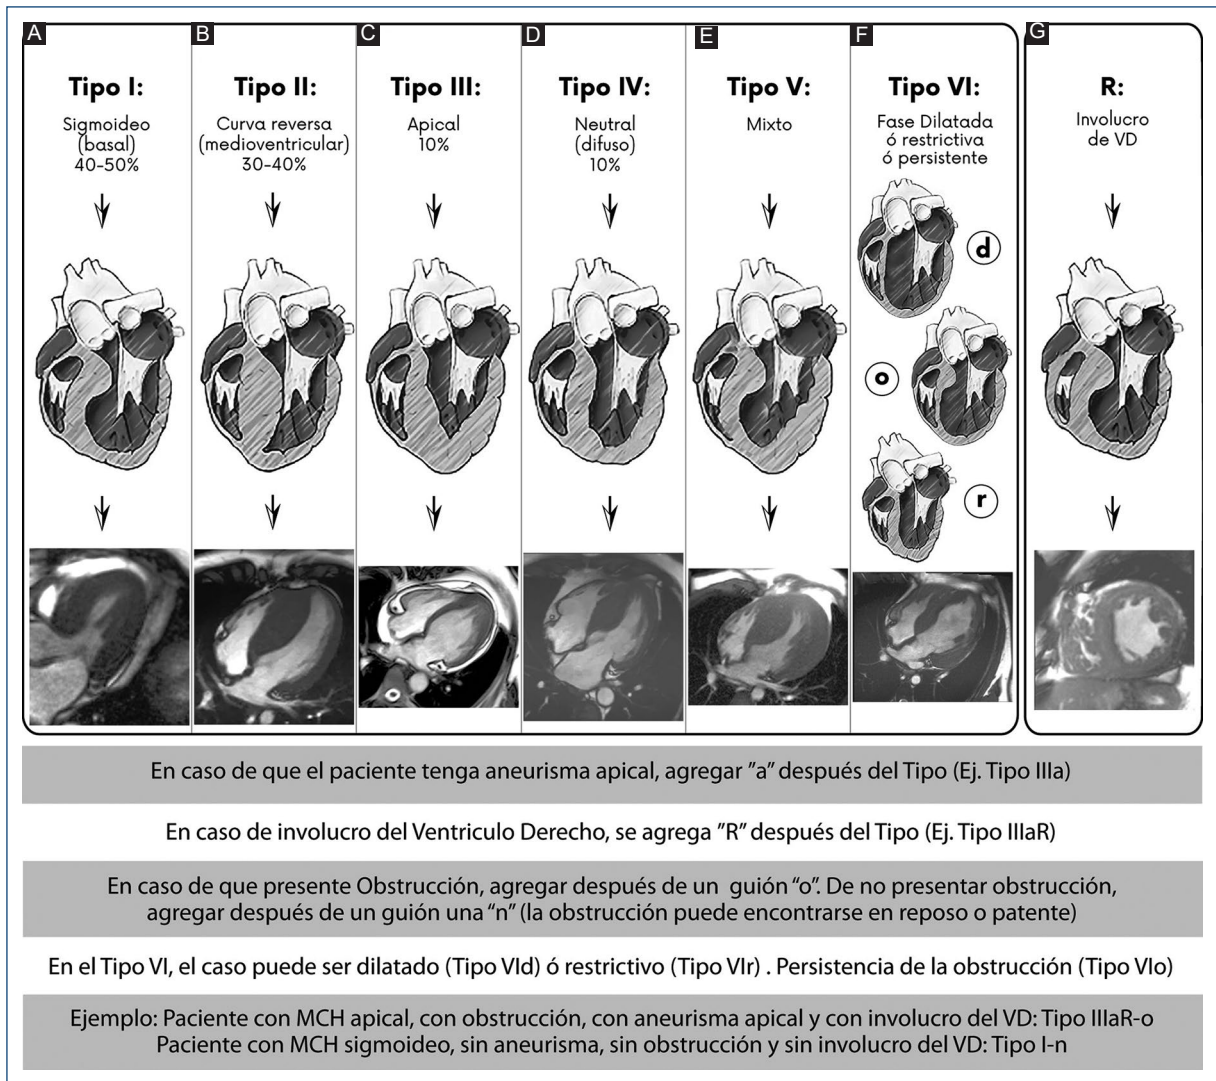 A
Tipo I:
Sigmoideo
(basal)
40-50%
B
Tipo II:
Curva reversa
(medioventricular)
30-40%
C
Tipo III:
Apical
10%
D
Tipo IV:
Neutral
(difuso)
10%
E
Tipo V:
Mixto
F
Tipo VI:
Fase Dilatada
ó restrictiva
ó persistente
d
o
r
G
R:
Involucro
de VD
En caso de que el paciente tenga aneurisma apical, agregar "a" después del Tipo (Ej. Tipo IIIa)
En caso de involucro del Ventriculo Derecho, se agrega "R" después del Tipo (Ej. Tipo IIIaR)
En caso de que presente Obstrucción, agregar después de un guión “o”. De no presentar obstrucción,
agregar después de un guión una “n” (la obstrucción puede encontrarse en reposo o patente)
En el Tipo VI, el caso puede ser dilatado (Tipo VId) ó restrictivo (Tipo VIr) . Persistencia de la obstrucción (Tipo VIo)
Ejemplo: Paciente con MCH apical, con obstrucción, con aneurisma apical y con involucro del VD: Tipo IIIaR-o
Paciente con MCH sigmoideo, sin aneurisma, sin obstrucción y sin involucro del VD: Tipo I-n